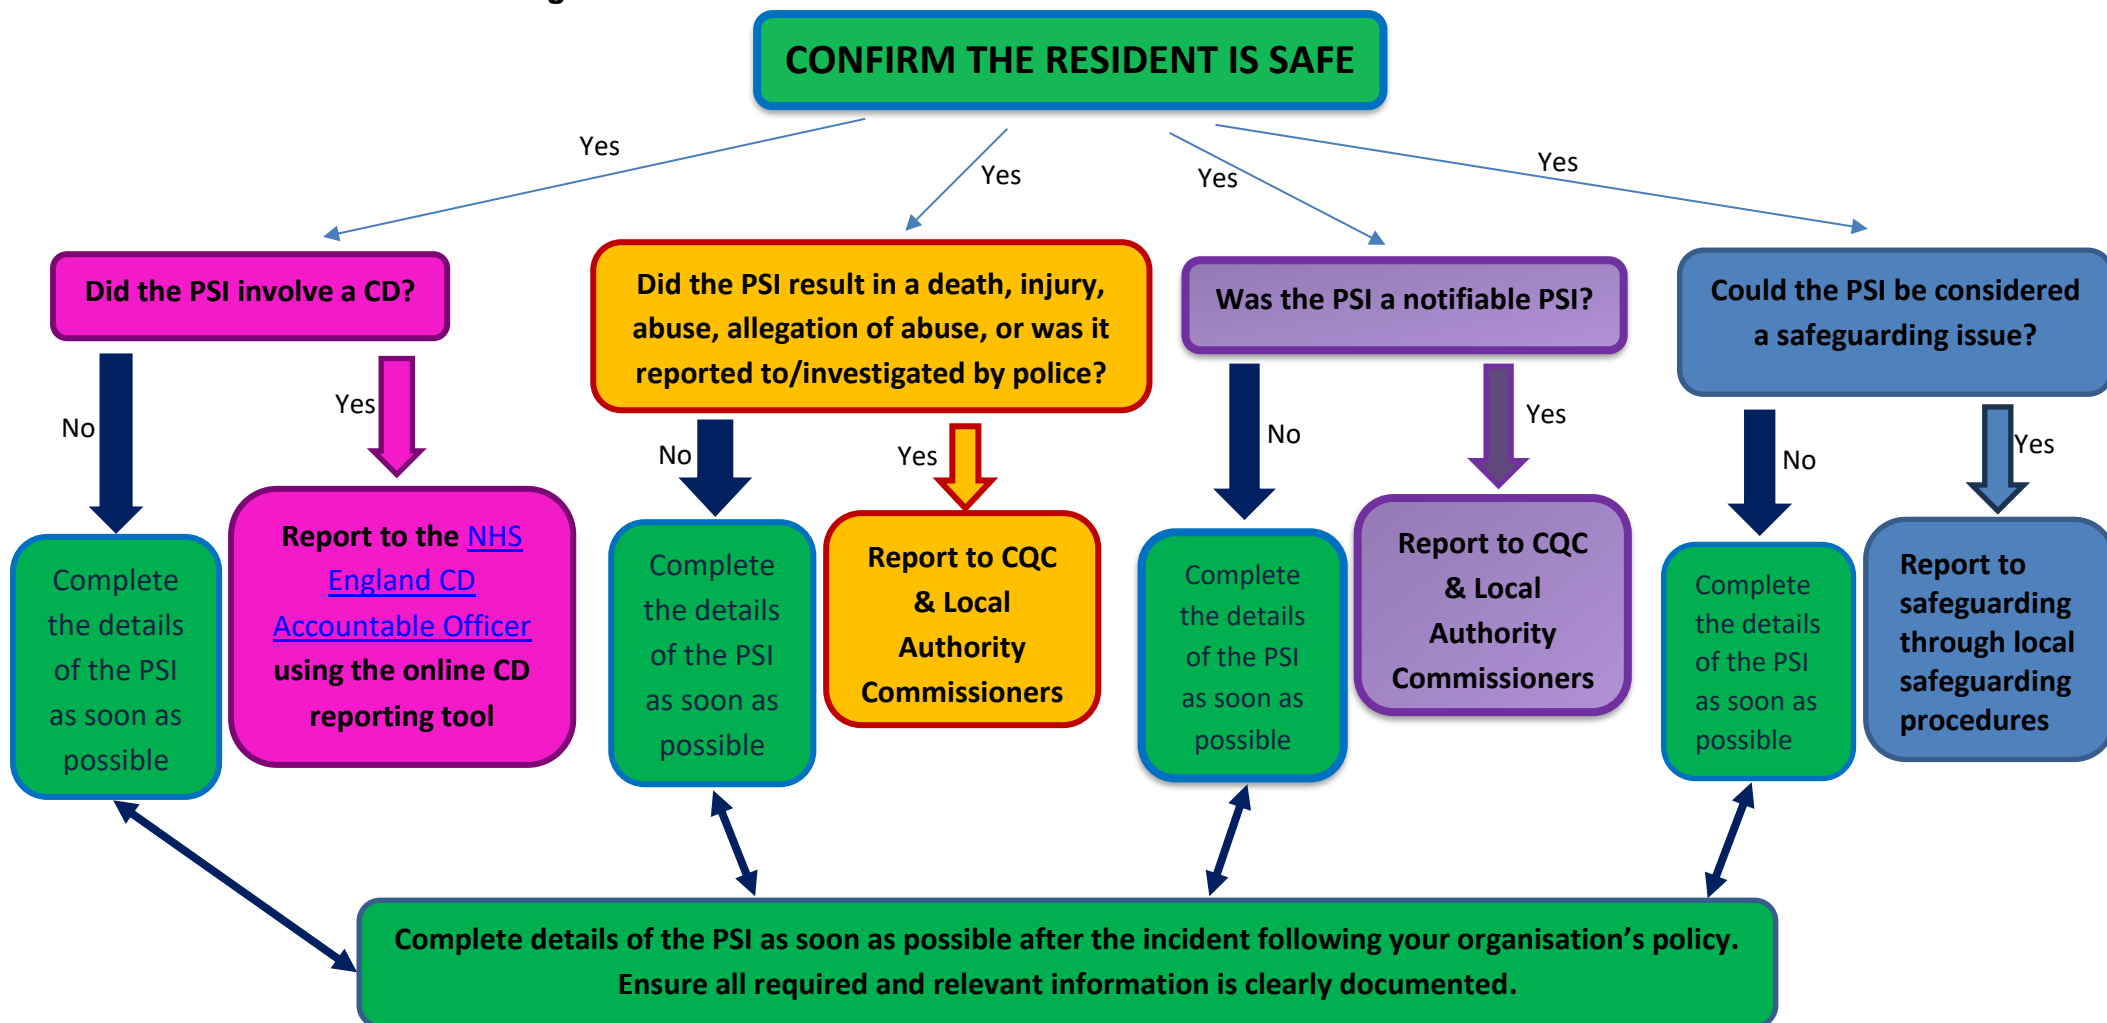 CONFIRM THE RESIDENT IS SAFE
Yes
Yes
Yes
Yes
Did the PSI involve a CD?
Did the PSI result in a death, injury,
abuse, allegation of abuse, or was it
reported to/investigated by police?
Was the PSI a notifiable PSI?
Could the PSI be considered
a safeguarding issue?
No
Yes
No
Yes
No
Yes
No
Yes
Complete
the details
of the PSI
as soon as
possible
Report to the NHS
England CD
Accountable Officer
using the online CD
reporting tool
Complete
the details
of the PSI
as soon as
possible
Report to CQC
& Local
Authority
Commissioners
Complete
the details
of the PSI
as soon as
possible
Report to CQC
& Local
Authority
Commissioners
Complete
the details
of the PSI
as soon as
possible
Report to
safeguarding
through local
safeguarding
procedures
Complete details of the PSI as soon as possible after the incident following your organisation’s policy.
Ensure all required and relevant information is clearly documented.